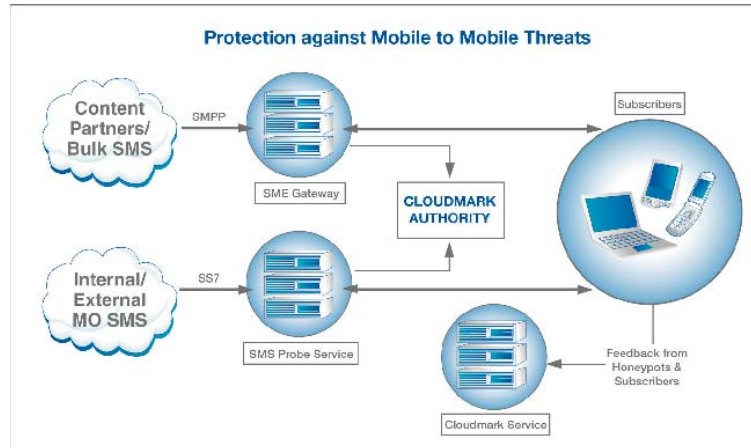 Protection against Mobile to Mobile Threats
Content
Partners/
Bulk SMS
SMPP
SME Gateway
Subscribers
CLOUDMARK
AUTHORITY
Internal/
External
MO SMS
SS7
SMS Probe Service
Cloudmark Service
Feedback from
Honeypots &
Subscribers